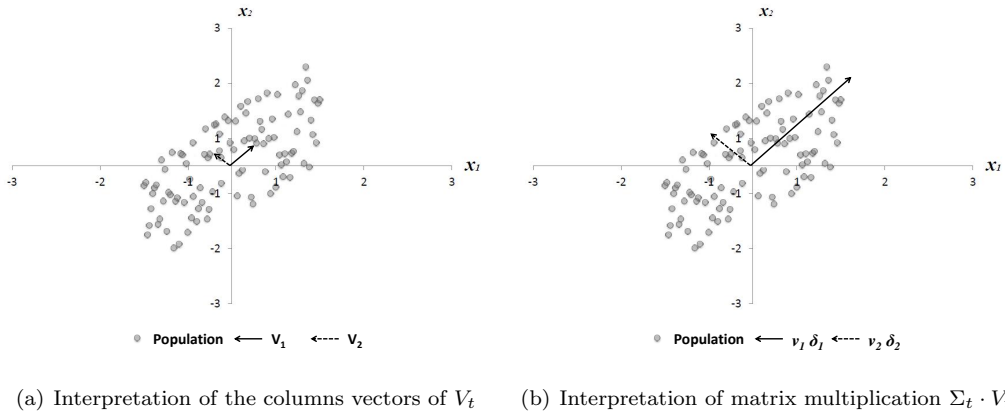 x2
3
2
1
-3 -2 -1 1 2 3
x1
-1
-2
-3
Population V1 V2
(a) Interpretation of the columns vectors of Vt
x2
3
2
1
-3 -2 -1 1 2 3
x1
-1
-2
-3
Population v1 δ1 v2 δ2
(b) Interpretation of matrix multiplication Σt · V